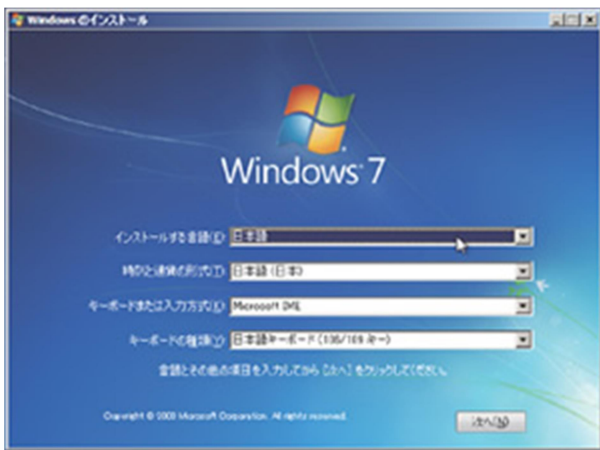 Windows のインストール
Windows 7
インストールする言語(E): 日本語
時刻と通貨の形式(T): 日本語 (日本)
キーボードまたは入力方式(K): Microsoft IME
キーボードの種類(Y): 日本語キーボード (106/109 キー)
言語とその他の項目を入力してから [次へ] をクリックしてください。
Copyright © 2009 Microsoft Corporation. All rights reserved.
次へ(N)